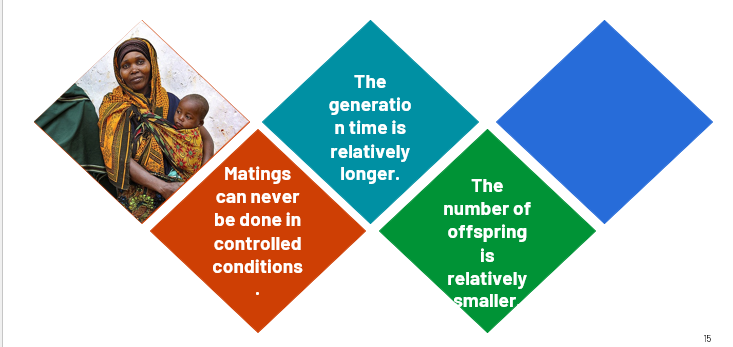 The
generatio
n time is
relatively
longer.
Matings
can never
be done in
controlled
conditions
.
The
number of
offspring
is
relatively
smaller.
15